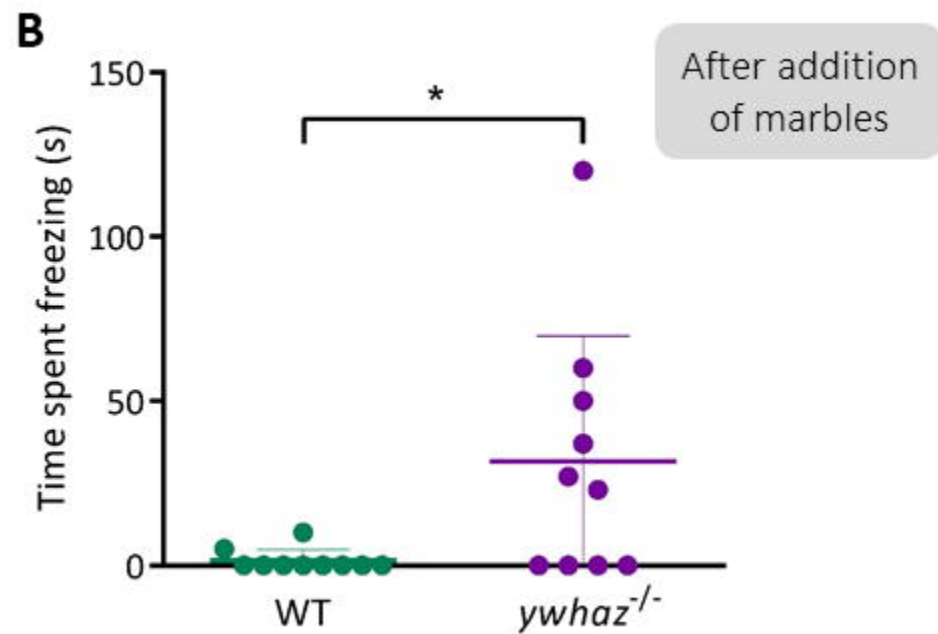 B
After addition
of marbles
*
Time spent freezing (s)
150
100
50
0
WT
ywhaz-/-